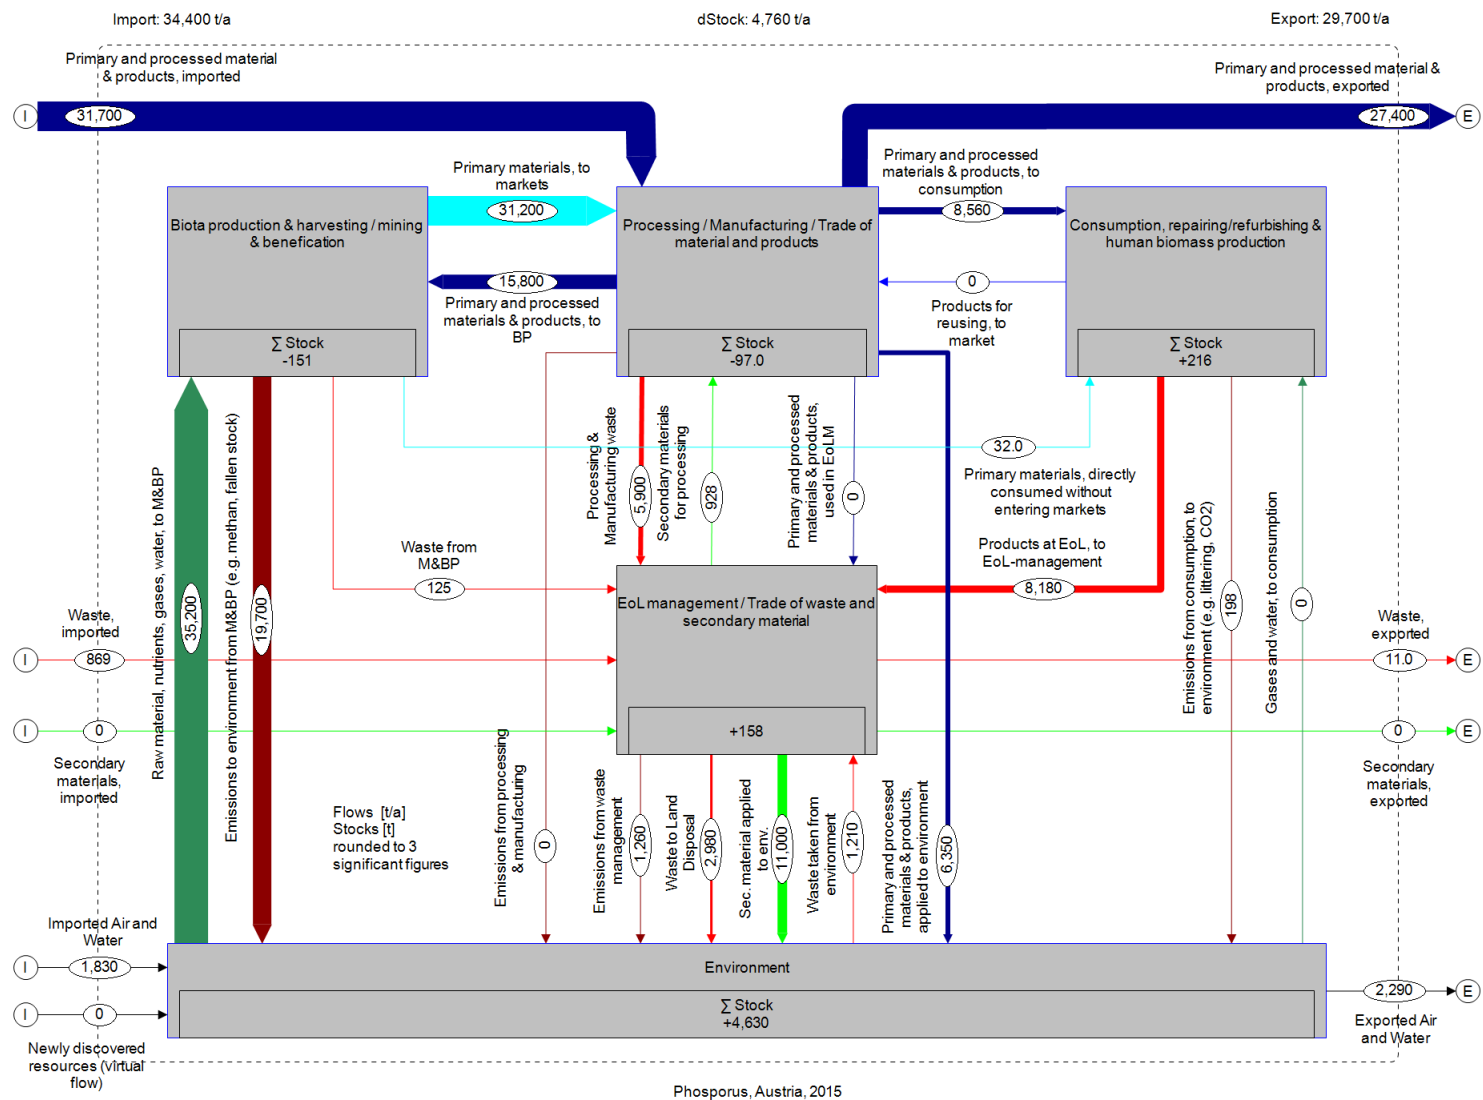 Import: 34,400 t/a
dStock: 4,760 t/a
Export: 29,700 t/a
Primary and processed material
& products, imported
I
31,700
Primary and processed material &
products, exported
27,400
E
Primary materials, to
markets
31,200
Primary and processed
materials & products, to
consumption
8,560
Biota production & harvesting / mining
& benefication
∑ Stock
-151
Processing / Manufacturing / Trade of
material and products
∑ Stock
-97.0
Consumption, repairing/refurbishing &
human biomass production
∑ Stock
+216
15,800
Primary and processed
materials & products, to
BP
0
Products for
reusing, to
market
Raw material, nutrients, gases, water, to M&BP
35,200
Emissions to environment from M&BP (e.g. methan, fallen stock)
19,700
Processing &
Manufacturing waste
5,900
Secondary materials
for processing
928
Primary and processed
materials & products,
used in EoLM
0
32.0
Primary materials, directly
consumed without
entering markets
Waste from
M&BP
125
Products at EoL, to
EoL-management
8,180
Emissions from consumption, to
environment (e.g. littering, CO2)
198
Gases and water, to consumption
0
EoL management / Trade of waste and
secondary material
+158
Waste,
imported
I
869
Waste,
exported
11.0
E
I
0
Secondary
materials,
imported
0
E
Secondary
materials,
exported
Flows [t/a]
Stocks [t]
rounded to 3
significant figures
Emissions from processing
& manufacturing
0
Emissions from waste
management
1,260
Waste to Land
Disposal
2,980
Sec. material applied
to env.
11,000
Waste taken from
environment
1,210
Primary and processed
materials & products,
applied to environment
6,350
Imported Air and
Water
I
1,830
I
0
Newly discovered
resources (virtual
flow)
Environment
∑ Stock
+4,630
2,290
E
Exported Air
and Water
Phosporus, Austria, 2015